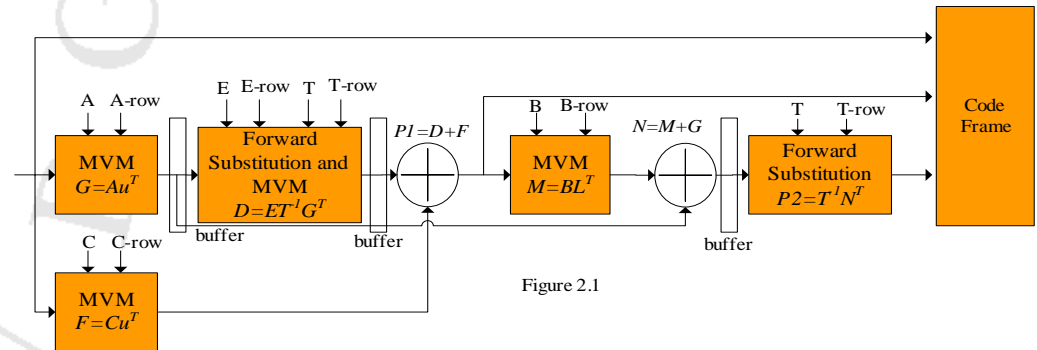 A A-row
MVM
G=Au^T
E E-row T T-row
Forward
Substitution and
MVM
D=ET^-1G^T
buffer
buffer
P1=D+F
B B-row
MVM
M=BL^T
N=M+G
buffer
T T-row
Forward
Substitution
P2=T^-1N^T
Code
Frame
C C-row
MVM
F=Cu^T
Figure 2.1